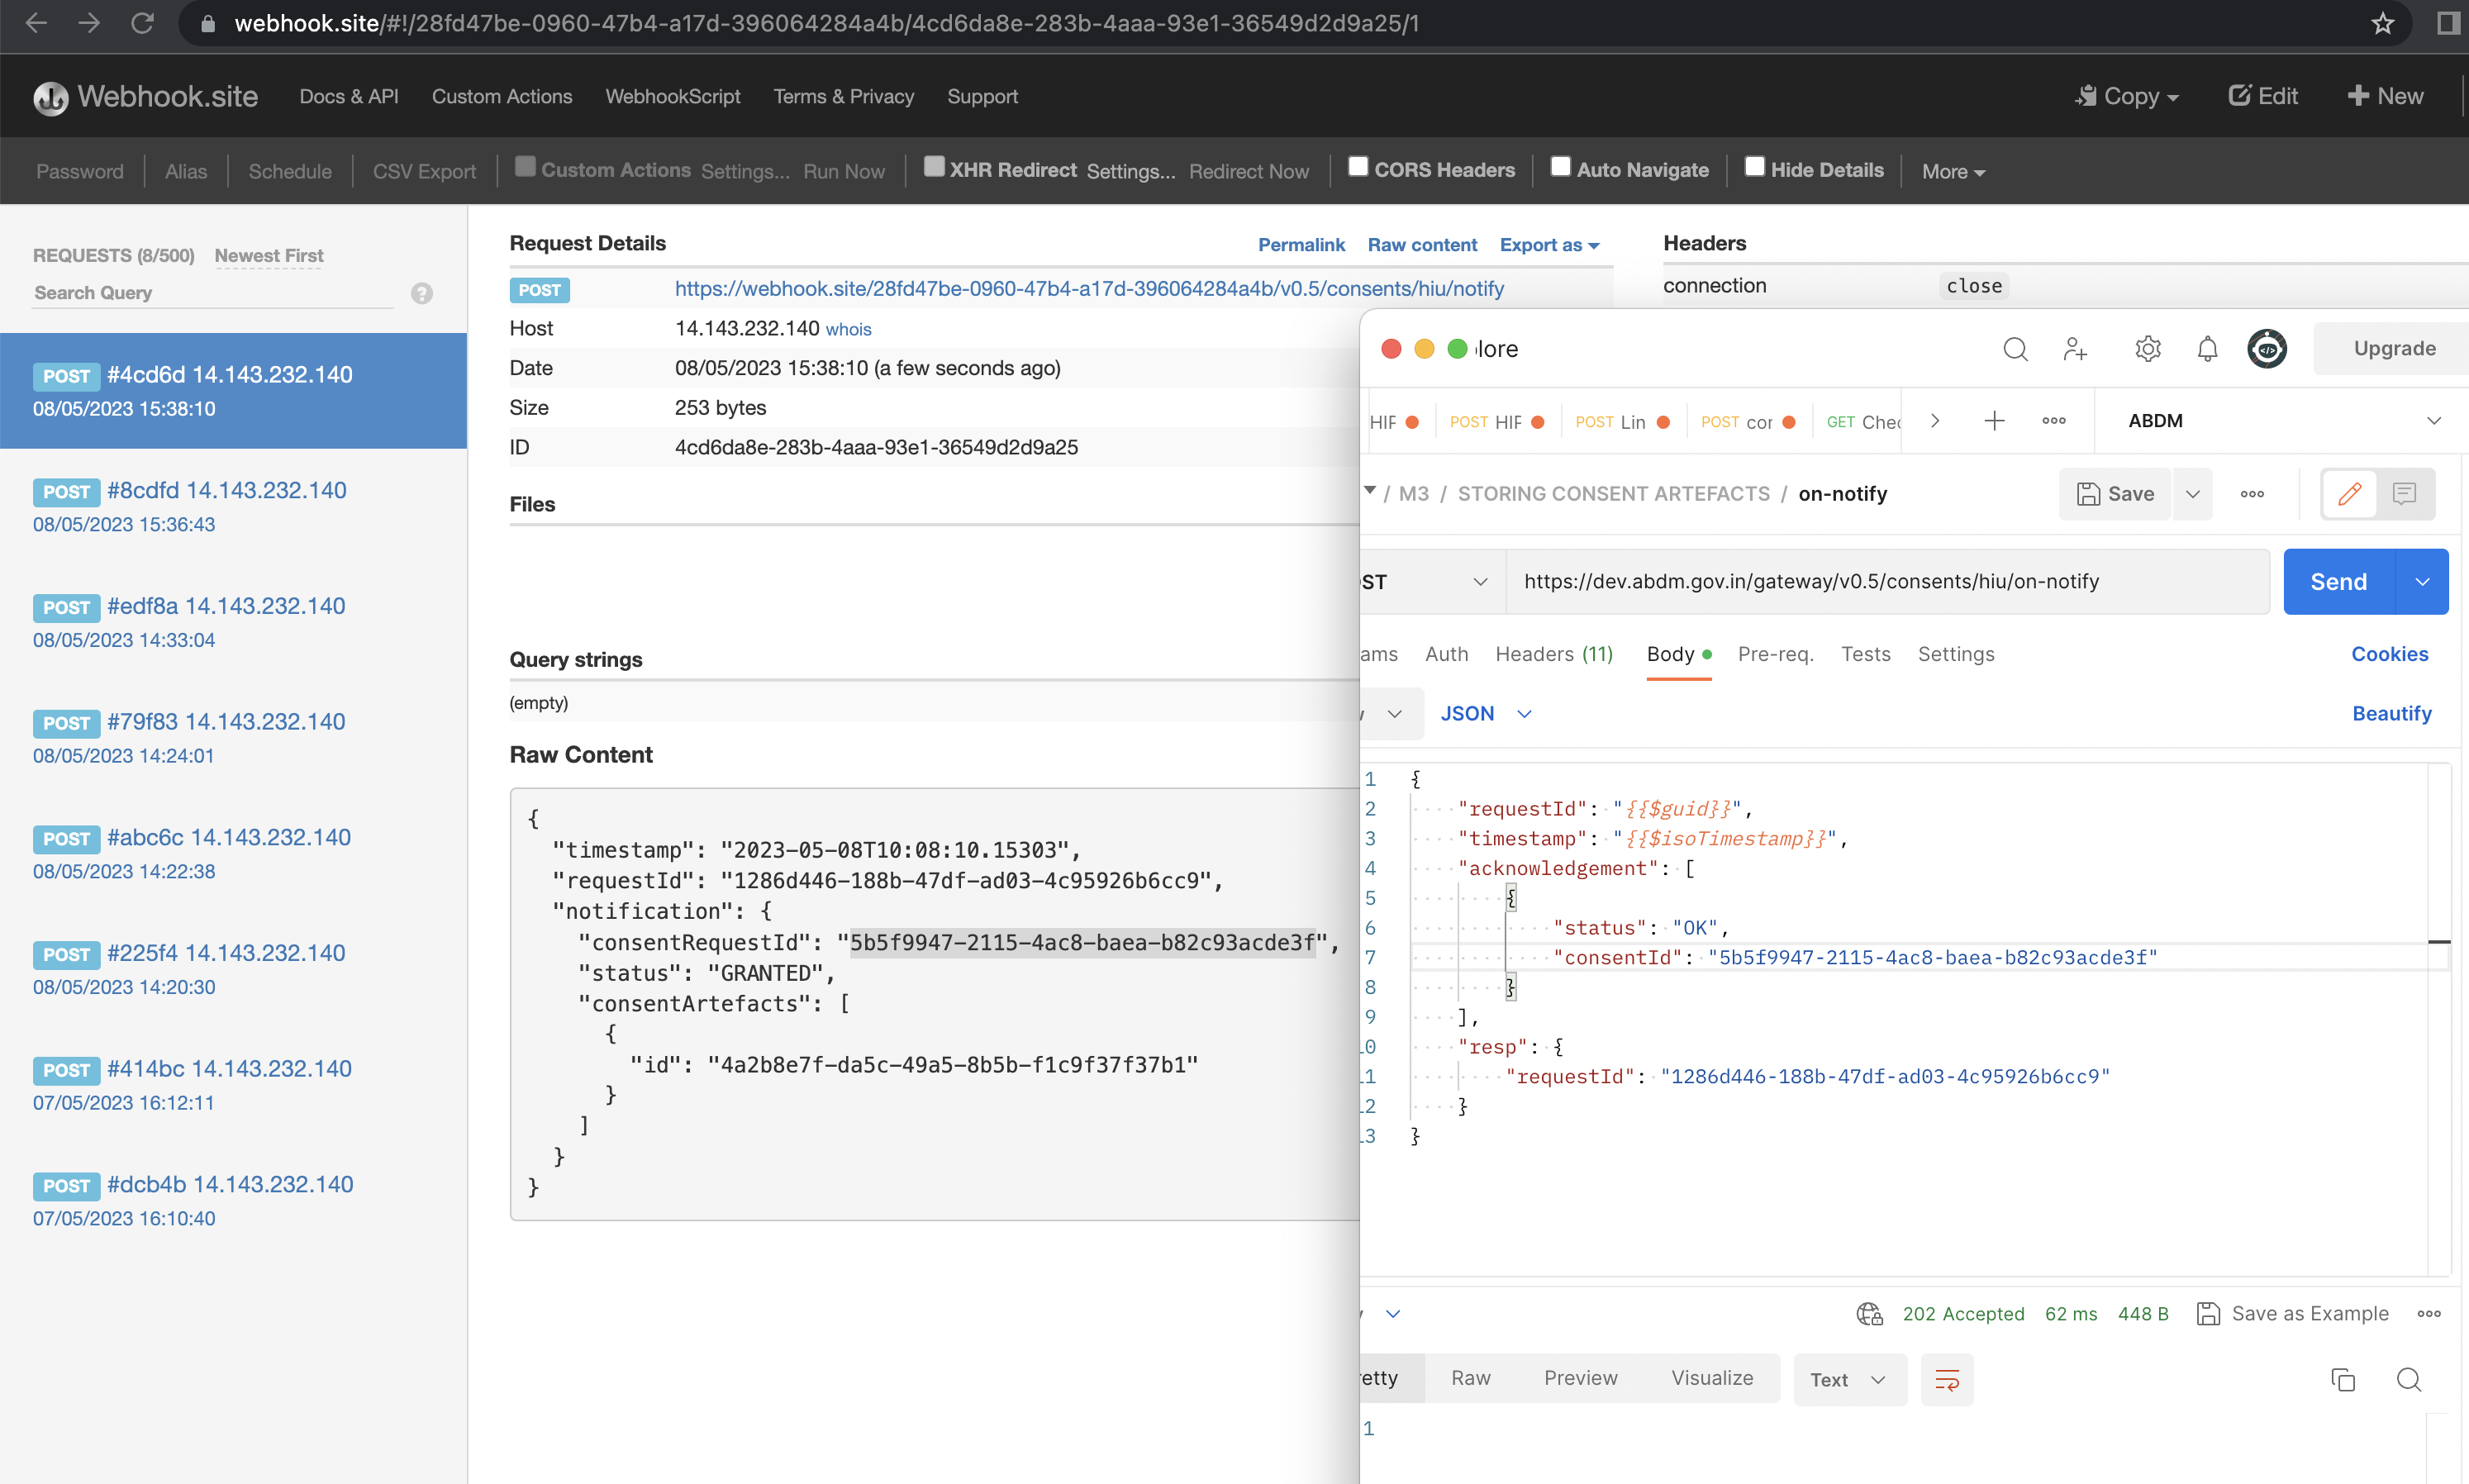 webhook.site/#!/28fd47be-0960-47b4-a17d-396064284a4b/4cd6da8e-283b-4aaa-93e1-36549d2d9a25/1
Webhook.site Docs & API Custom Actions WebhookScript Terms & Privacy Support Copy Edit New
Password Alias Schedule CSV Export Custom Actions Settings... Run Now XHR Redirect Settings... Redirect Now CORS Headers Auto Navigate Hide Details More
REQUESTS (8/500) Newest First
Search Query
POST #4cd6d 14.143.232.140
08/05/2023 15:38:10
POST #8cdfd 14.143.232.140
08/05/2023 15:36:43
POST #edf8a 14.143.232.140
08/05/2023 14:33:04
POST #79f83 14.143.232.140
08/05/2023 14:24:01
POST #abc6c 14.143.232.140
08/05/2023 14:22:38
POST #225f4 14.143.232.140
08/05/2023 14:20:30
POST #414bc 14.143.232.140
07/05/2023 16:12:11
POST #dcb4b 14.143.232.140
07/05/2023 16:10:40
Request Details Permalink Raw content Export as
POST https://webhook.site/28fd47be-0960-47b4-a17d-396064284a4b/v0.5/consents/hiu/notify
Host 14.143.232.140 whois
Date 08/05/2023 15:38:10 (a few seconds ago)
Size 253 bytes
ID 4cd6da8e-283b-4aaa-93e1-36549d2d9a25
Files
Query strings
(empty)
Raw Content
{
"timestamp": "2023-05-08T10:08:10.15303",
"requestId": "1286d446-188b-47df-ad03-4c95926b6cc9",
"notification": {
"consentRequestId": "5b5f9947-2115-4ac8-baea-b82c93acde3f",
"status": "GRANTED",
"consentArtefacts": [
{
"id": "4a2b8e7f-da5c-49a5-8b5b-f1c9f37f37b1"
}
]
}
}
Headers
connection close
lore Upgrade
HIF POST HIF POST Lin POST cor GET Chec ABDM
/ M3 / STORING CONSENT ARTEFACTS / on-notify Save
ST https://dev.abdm.gov.in/gateway/v0.5/consents/hiu/on-notify Send
ams Auth Headers (11) Body Pre-req. Tests Settings Cookies
JSON Beautify
1 {
2 "requestId": "{{$guid}}",
3 "timestamp": "{{$isoTimestamp}}",
4 "acknowledgement": [
5 {
6 "status": "OK",
7 "consentId": "5b5f9947-2115-4ac8-baea-b82c93acde3f"
8 }
9 ],
10 "resp": {
11 "requestId": "1286d446-188b-47df-ad03-4c95926b6cc9"
12 }
13 }
202 Accepted 62 ms 448 B Save as Example
etty Raw Preview Visualize Text
1